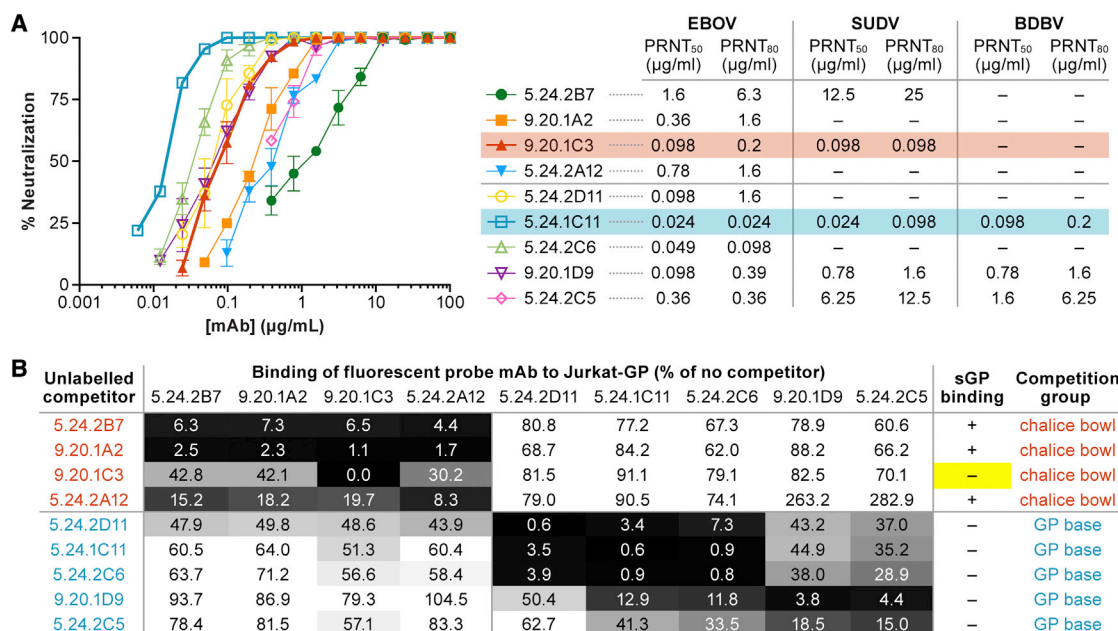 A
% Neutralization
100
75
50
25
0
0.001 0.01 0.1 1 10 100
[mAb] (µg/mL)
EBOV SUDV BDBV
PRNT50 (µg/ml) PRNT80 (µg/ml) PRNT50 (µg/ml) PRNT80 (µg/ml) PRNT50 (µg/ml) PRNT80 (µg/ml)
5.24.2B7 1.6 6.3 12.5 25 – –
9.20.1A2 0.36 1.6 – – – –
9.20.1C3 0.098 0.2 0.098 0.098 – –
5.24.2A12 0.78 1.6 – – – –
5.24.2D11 0.098 1.6 – – – –
5.24.1C11 0.024 0.024 0.024 0.098 0.098 0.2
5.24.2C6 0.049 0.098 – – – –
9.20.1D9 0.098 0.39 0.78 1.6 0.78 1.6
5.24.2C5 0.36 0.36 6.25 12.5 1.6 6.25
B
Unlabelled competitor Binding of fluorescent probe mAb to Jurkat-GP (% of no competitor) sGP binding Competition group
5.24.2B7 9.20.1A2 9.20.1C3 5.24.2A12 5.24.2D11 5.24.1C11 5.24.2C6 9.20.1D9 5.24.2C5
5.24.2B7 6.3 7.3 6.5 4.4 80.8 77.2 67.3 78.9 60.6 + chalice bowl
9.20.1A2 2.5 2.3 1.1 1.7 68.7 84.2 62.0 88.2 66.2 + chalice bowl
9.20.1C3 42.8 42.1 0.0 30.2 81.5 91.1 79.1 82.5 70.1 – chalice bowl
5.24.2A12 15.2 18.2 19.7 8.3 79.0 90.5 74.1 263.2 282.9 + chalice bowl
5.24.2D11 47.9 49.8 48.6 43.9 0.6 3.4 7.3 43.2 37.0 – GP base
5.24.1C11 60.5 64.0 51.3 60.4 3.5 0.6 0.9 44.9 35.2 – GP base
5.24.2C6 63.7 71.2 56.6 58.4 3.9 0.9 0.8 38.0 28.9 – GP base
9.20.1D9 93.7 86.9 79.3 104.5 50.4 12.9 11.8 3.8 4.4 – GP base
5.24.2C5 78.4 81.5 57.1 83.3 62.7 41.3 33.5 18.5 15.0 – GP base